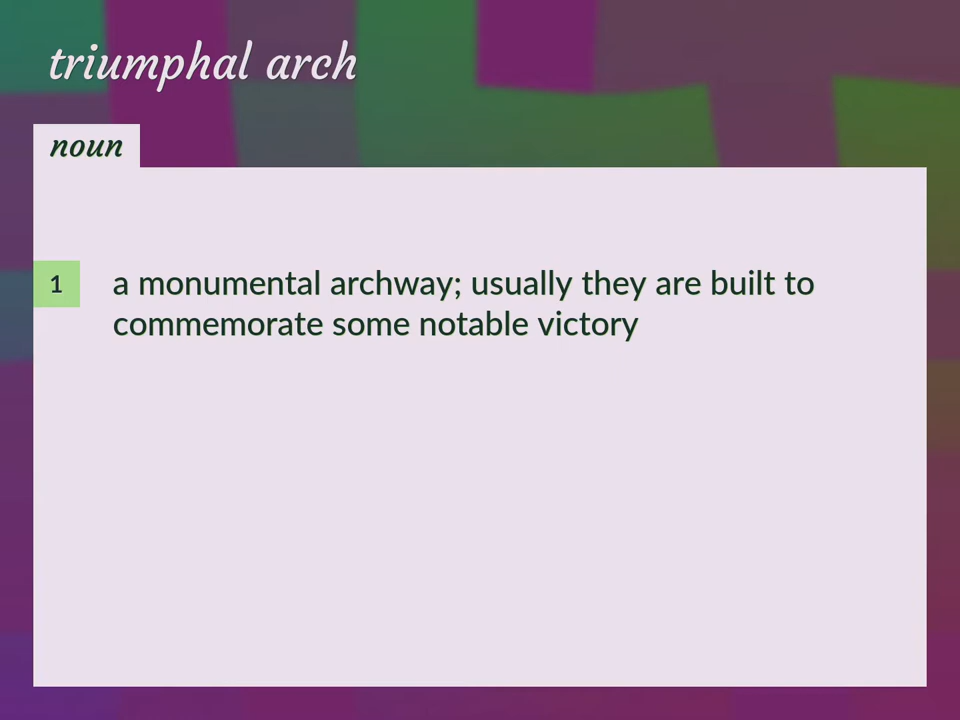 triumphal arch
noun
1
a monumental archway; usually they are built to
commemorate some notable victory